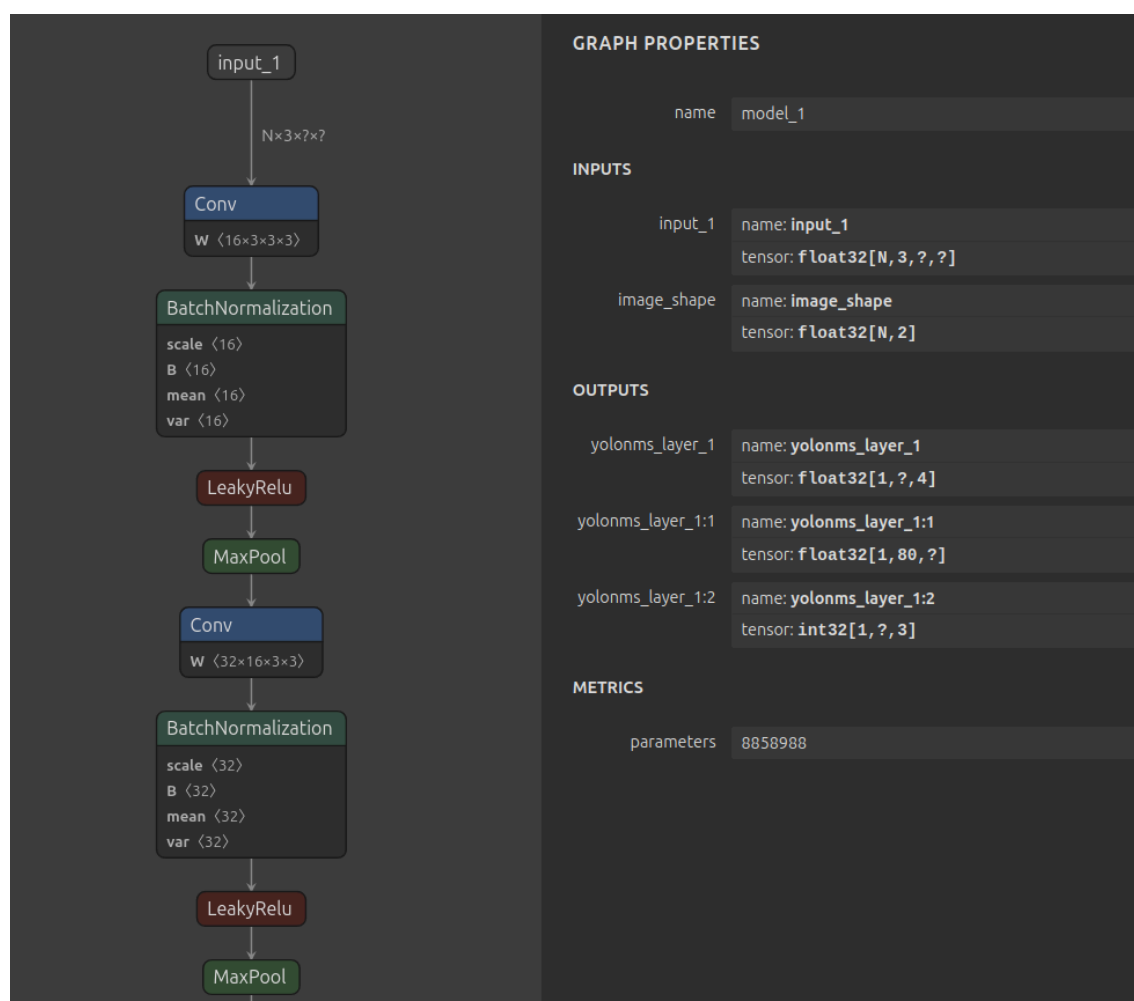 input_1
N×3×?×?
Conv
W 〈16×3×3×3〉
BatchNormalization
scale 〈16〉
B 〈16〉
mean 〈16〉
var 〈16〉
LeakyRelu
MaxPool
Conv
W 〈32×16×3×3〉
BatchNormalization
scale 〈32〉
B 〈32〉
mean 〈32〉
var 〈32〉
LeakyRelu
MaxPool
GRAPH PROPERTIES
name model_1
INPUTS
input_1 name: input_1
tensor: float32[N,3,?,?]
image_shape name: image_shape
tensor: float32[N,2]
OUTPUTS
yolonms_layer_1 name: yolonms_layer_1
tensor: float32[1,?,4]
yolonms_layer_1:1 name: yolonms_layer_1:1
tensor: float32[1,80,?]
yolonms_layer_1:2 name: yolonms_layer_1:2
tensor: int32[1,?,3]
METRICS
parameters 8858988